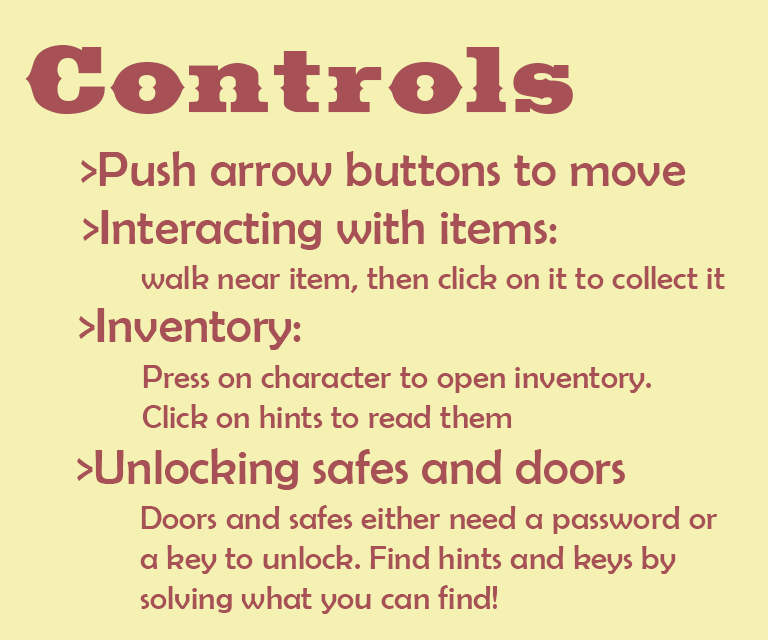 Controls
>Push arrow buttons to move
>Interacting with items:
walk near item, then click on it to collect it
>Inventory:
Press on character to open inventory.
Click on hints to read them
>Unlocking safes and doors
Doors and safes either need a password or
a key to unlock. Find hints and keys by
solving what you can find!